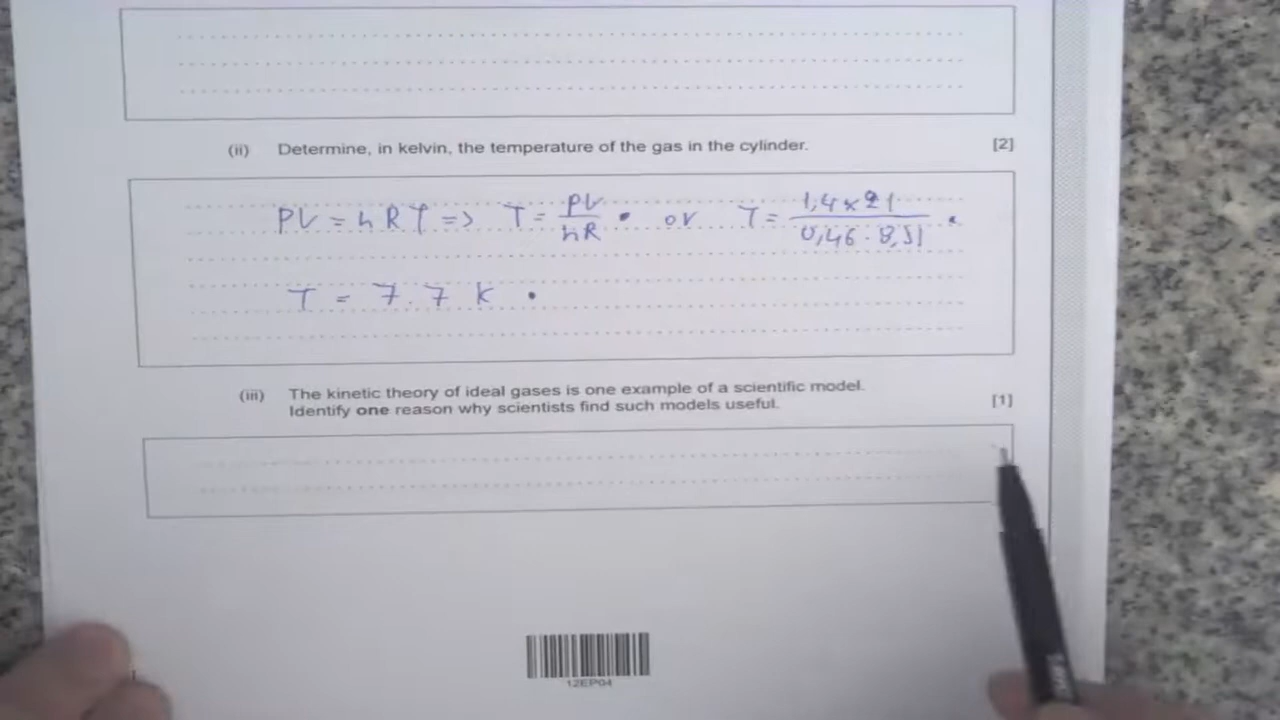 (ii) Determine, in kelvin, the temperature of the gas in the cylinder. [2]
PV = nRT => T = PV/nR • or T = 1,4 × 21/0,46 · 8,31 •
T = 7.7 K •
(iii) The kinetic theory of ideal gases is one example of a scientific model.
Identify one reason why scientists find such models useful. [1]
12EP04